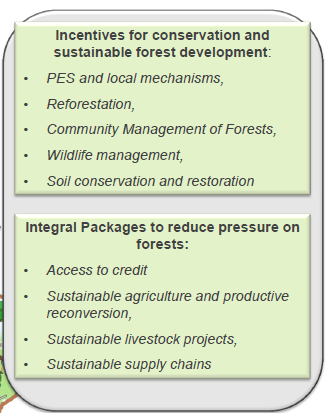 Incentives for conservation and
sustainable forest development:
• PES and local mechanisms,
• Reforestation,
• Community Management of Forests,
• Wildlife management,
• Soil conservation and restoration
Integral Packages to reduce pressure on
forests:
• Access to credit
• Sustainable agriculture and productive
reconversion,
• Sustainable livestock projects,
• Sustainable supply chains